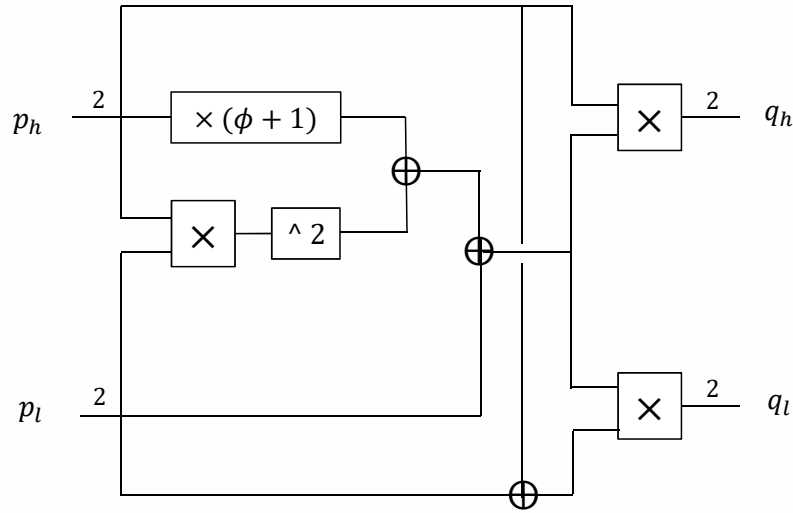 p_h 2 × (ϕ + 1) × 2 q_h
× ^ 2
p_l 2 × 2 q_l